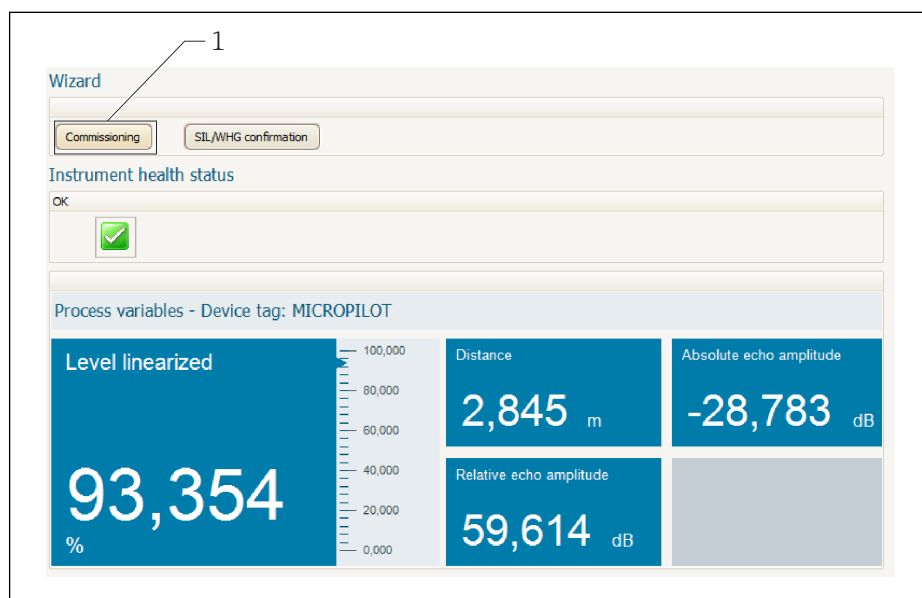 1
Wizard
Commissioning
SIL/WHG confirmation
Instrument health status
OK
Process variables - Device tag: MICROPILOT
Level linearized
93,354
%
100,000
80,000
60,000
40,000
20,000
0,000
Distance
2,845 m
Absolute echo amplitude
-28,783 dB
Relative echo amplitude
59,614 dB